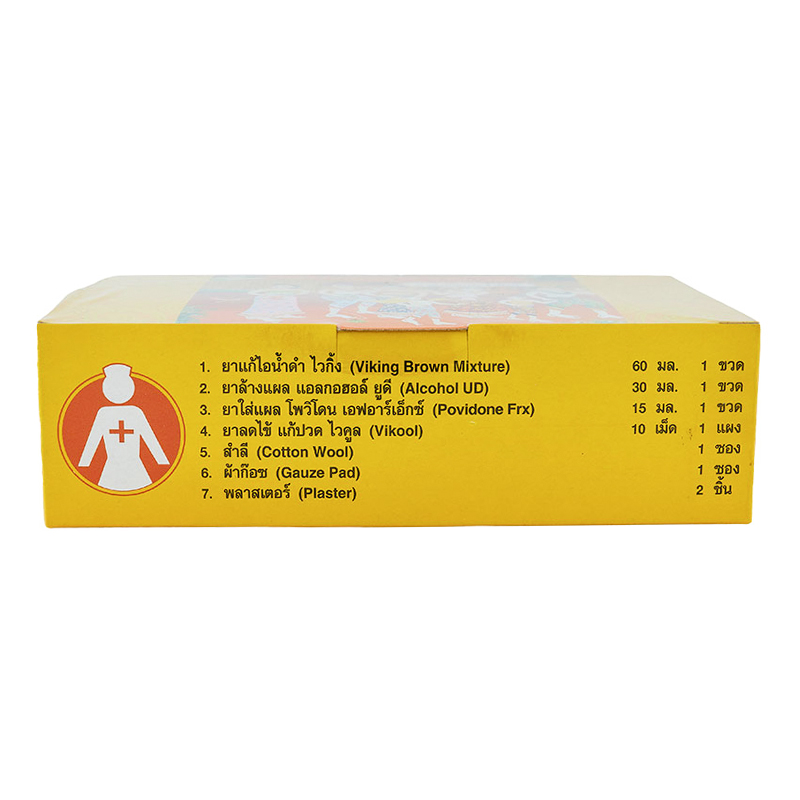 1. ยาแก้ไอน้ำดำ ไวกิ้ง (Viking Brown Mixture) 60 มล. 1 ขวด
2. ยาล้างแผล แอลกอฮอล์ ยูดี (Alcohol UD) 30 มล. 1 ขวด
3. ยาใส่แผล โพวิโดน เอฟอาร์เอ็กซ์ (Povidone Frx) 15 มล. 1 ขวด
4. ยาลดไข้ แก้ปวด ไวคูล (Vikool) 10 เม็ด 1 แผง
5. สำลี (Cotton Wool) 1 ซอง
6. ผ้าก๊อซ (Gauze Pad) 1 ซอง
7. พลาสเตอร์ (Plaster) 2 ชิ้น